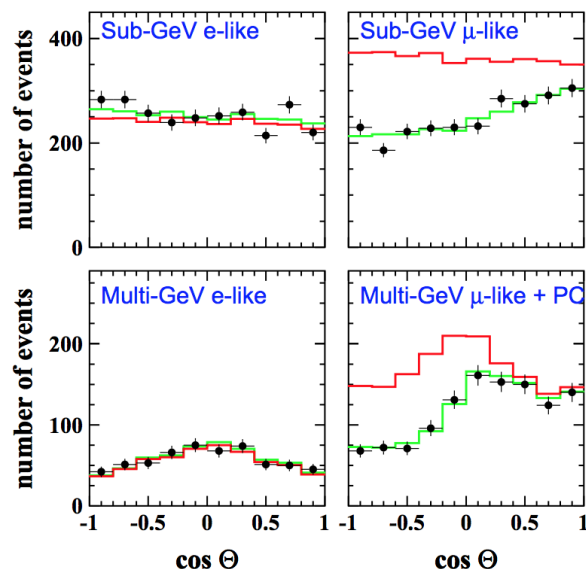 Sub-GeV e-like
Sub-GeV μ-like
number of events
400
200
0
Multi-GeV e-like
Multi-GeV μ-like + PC
number of events
200
100
0
-1 -0.5 0 0.5 1
-1 -0.5 0 0.5 1
cos Θ
cos Θ